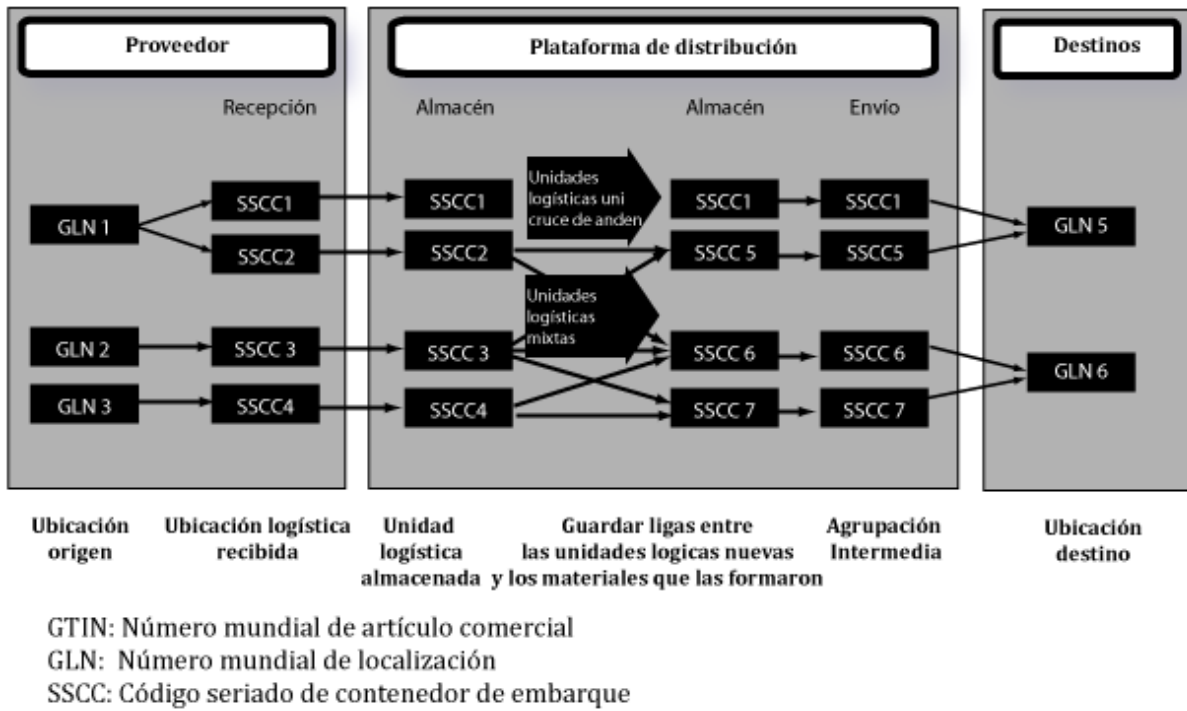 Proveedor
Plataforma de distribución
Destinos
Recepción
Almacén
Almacén
Envío
Unidades
logísticas uni
cruce de anden
SSCC1
SSCC1
SSCC1
SSCC1
GLN 1
GLN 5
SSCC2
SSCC2
SSCC 5
SSCC5
Unidades
logísticas
mixtas
GLN 2
SSCC 3
SSCC 3
SSCC 6
SSCC 6
GLN 6
GLN 3
SSCC4
SSCC4
SSCC 7
SSCC 7
Ubicación
origen
Ubicación logística
recibida
Unidad
logística
almacenada
Guardar ligas entre
las unidades logicas nuevas
y los materiales que las formaron
Agrupación
Intermedia
Ubicación
destino
GTIN: Número mundial de artículo comercial
GLN: Número mundial de localización
SSCC: Código seriado de contenedor de embarque